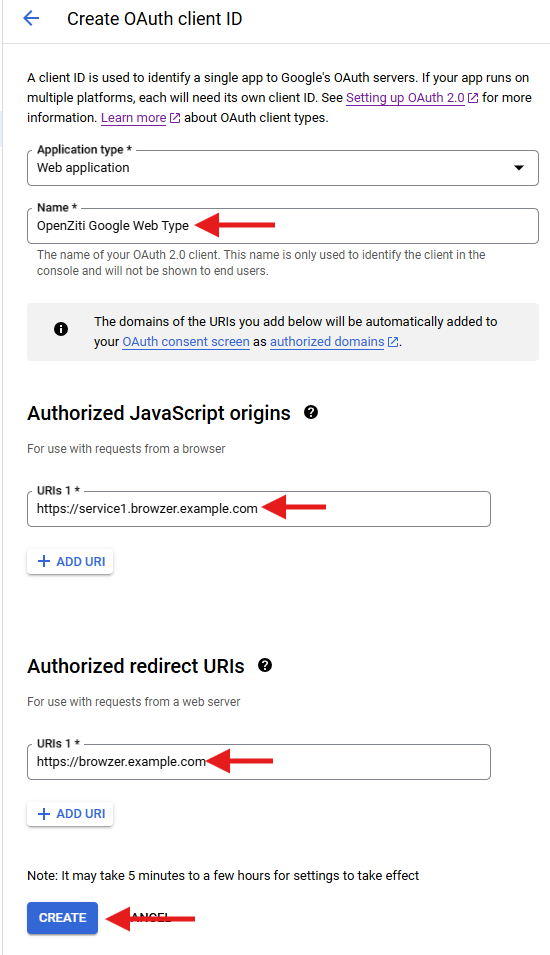 Create OAuth client ID
A client ID is used to identify a single app to Google's OAuth servers. If your app runs on
multiple platforms, each will need its own client ID. See Setting up OAuth 2.0 for more
information. Learn more about OAuth client types.
Application type *
Web application
Name *
OpenZiti Google Web Type
The name of your OAuth 2.0 client. This name is only used to identify the client in the
console and will not be shown to end users.
The domains of the URIs you add below will be automatically added to
your OAuth consent screen as authorized domains.
Authorized JavaScript origins
For use with requests from a browser
URIs 1 *
https://service1.browzer.example.com
+ ADD URI
Authorized redirect URIs
For use with requests from a web server
URIs 1 *
https://browzer.example.com
+ ADD URI
Note: It may take 5 minutes to a few hours for settings to take effect
CREATE ANCEL